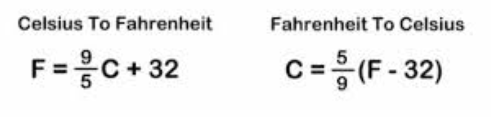 Celsius To Fahrenheit
F = 9/5 C + 32
Fahrenheit To Celsius
C = 5/9 (F - 32)